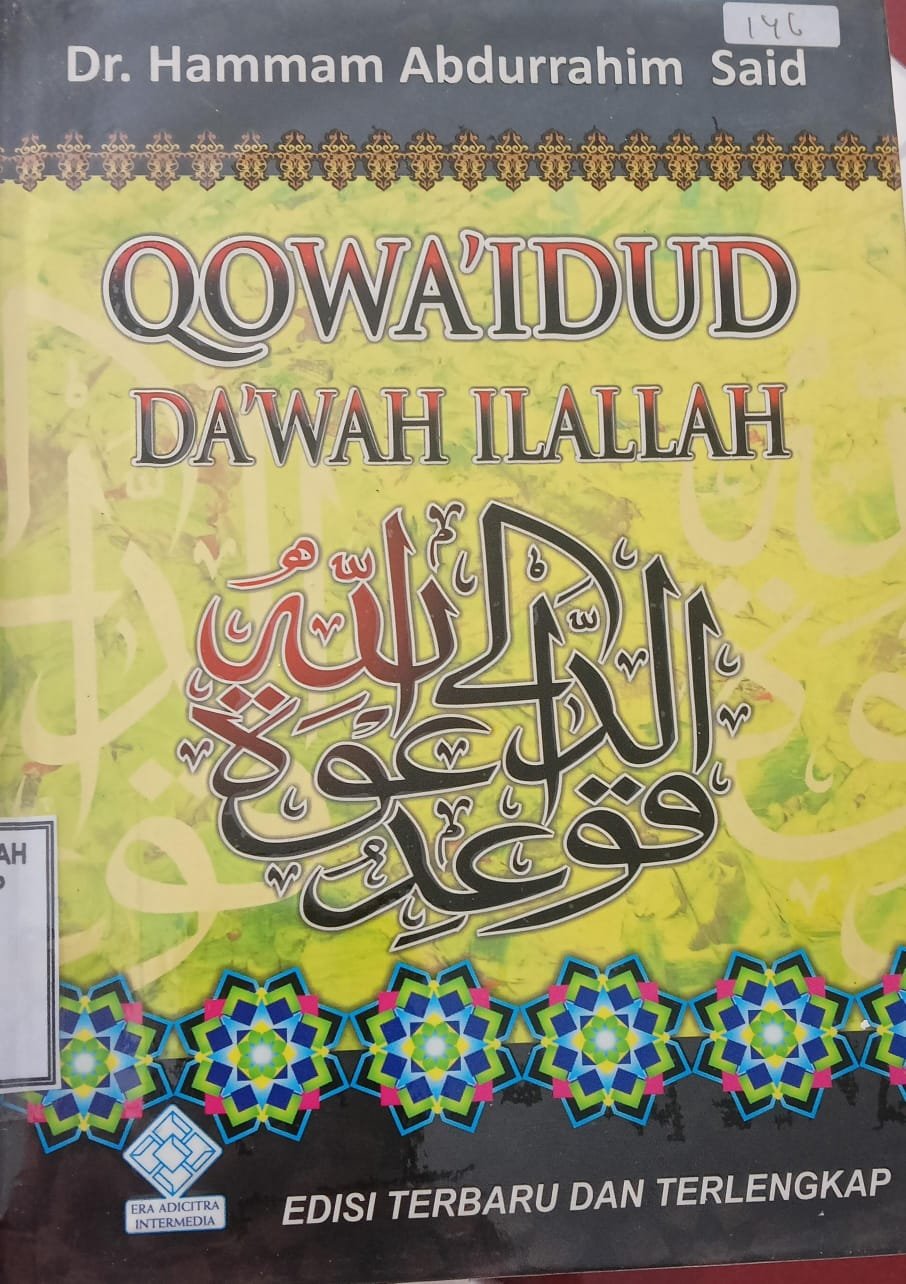 146
Dr. Hammam Abdurrahim Said
QOWA'IDUD
DA'WAH ILALLAH
قوعد الدعوة إلى الله
AH
P
ERA ADICITRA
INTERMEDIA
EDISI TERBARU DAN TERLENGKAP